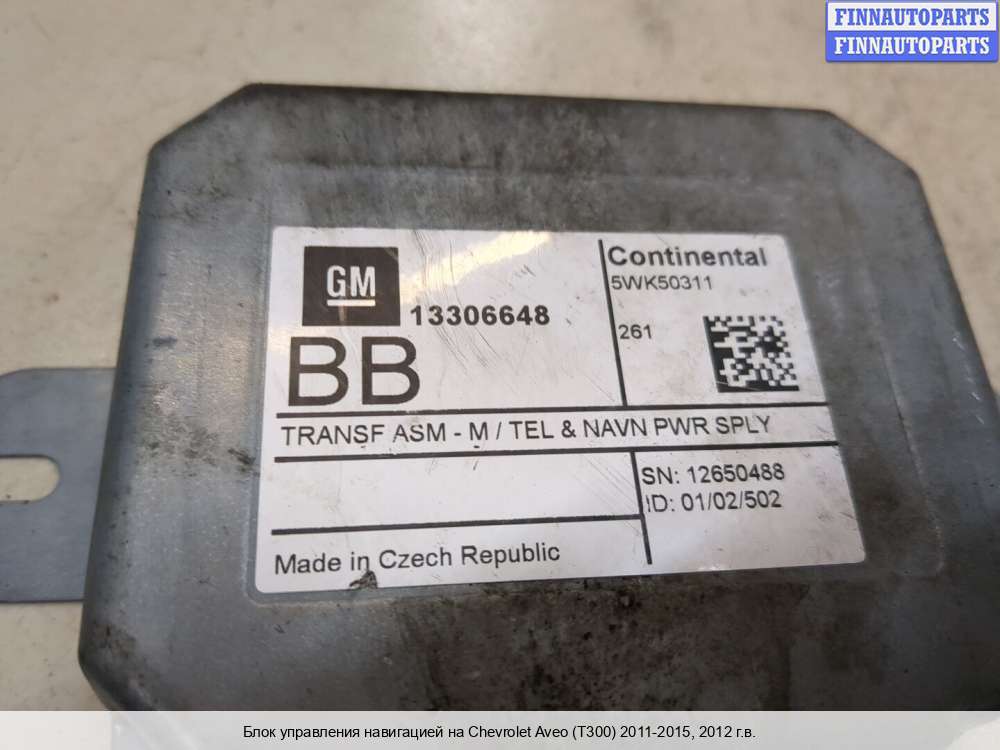 FINNAUTOPARTS
FINNAUTOPARTS
GM
13306648
BB
Continental
5WK50311
261
TRANSF ASM - M / TEL & NAVN PWR SPLY
SN: 12650488
ID: 01/02/502
Made in Czech Republic
Блок управления навигацией на Chevrolet Aveo (T300) 2011-2015, 2012 г.в.